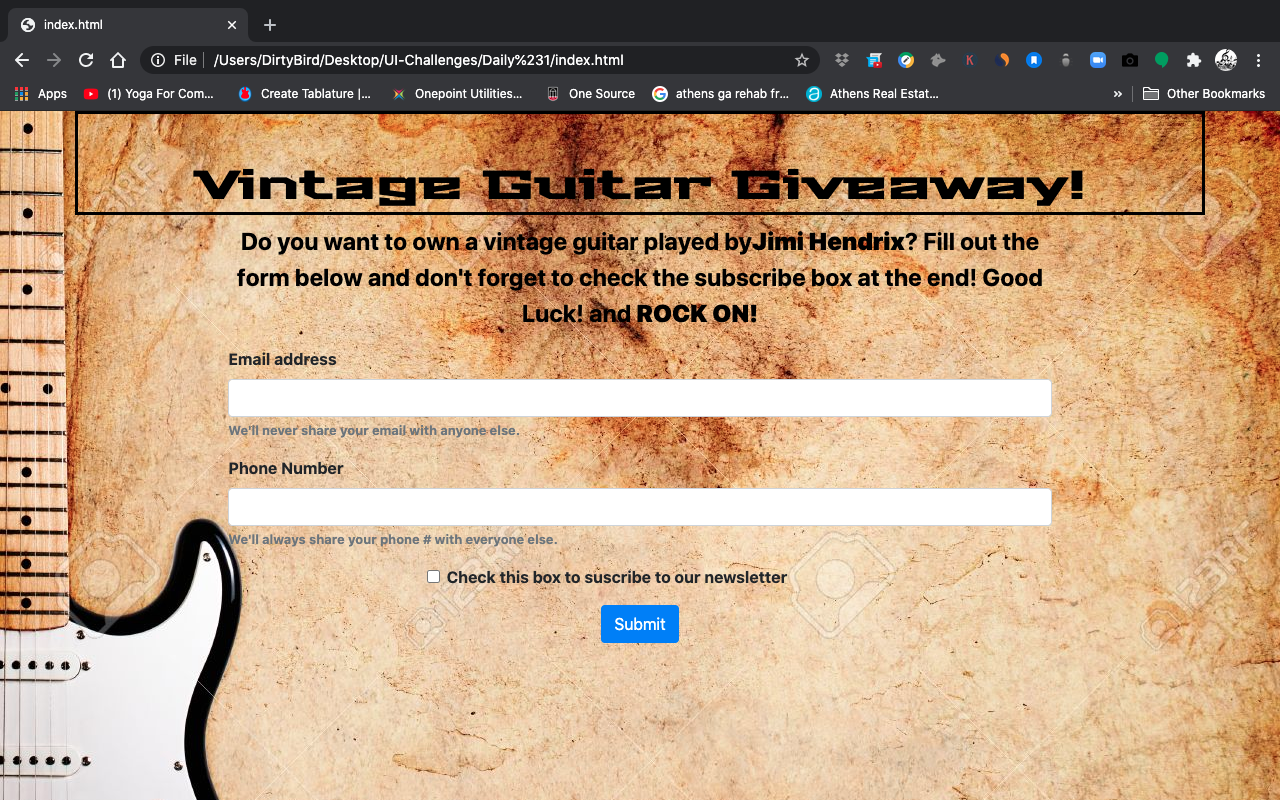 index.html
File
/Users/DirtyBird/Desktop/UI-Challenges/Daily%231/index.html
K
Apps
(1) Yoga For Com...
Create Tablature |...
Onepoint Utilities...
One Source
athens ga rehab fr...
Athens Real Estat...
»
Other Bookmarks
Vintage Guitar Giveaway!
Do you want to own a vintage guitar played byJimi Hendrix? Fill out the
form below and don't forget to check the subscribe box at the end! Good
Luck! and ROCK ON!
Email address
We'll never share your email with anyone else.
Phone Number
We'll always share your phone # with everyone else.
Check this box to suscribe to our newsletter
Submit
123RF
123RF
123RF